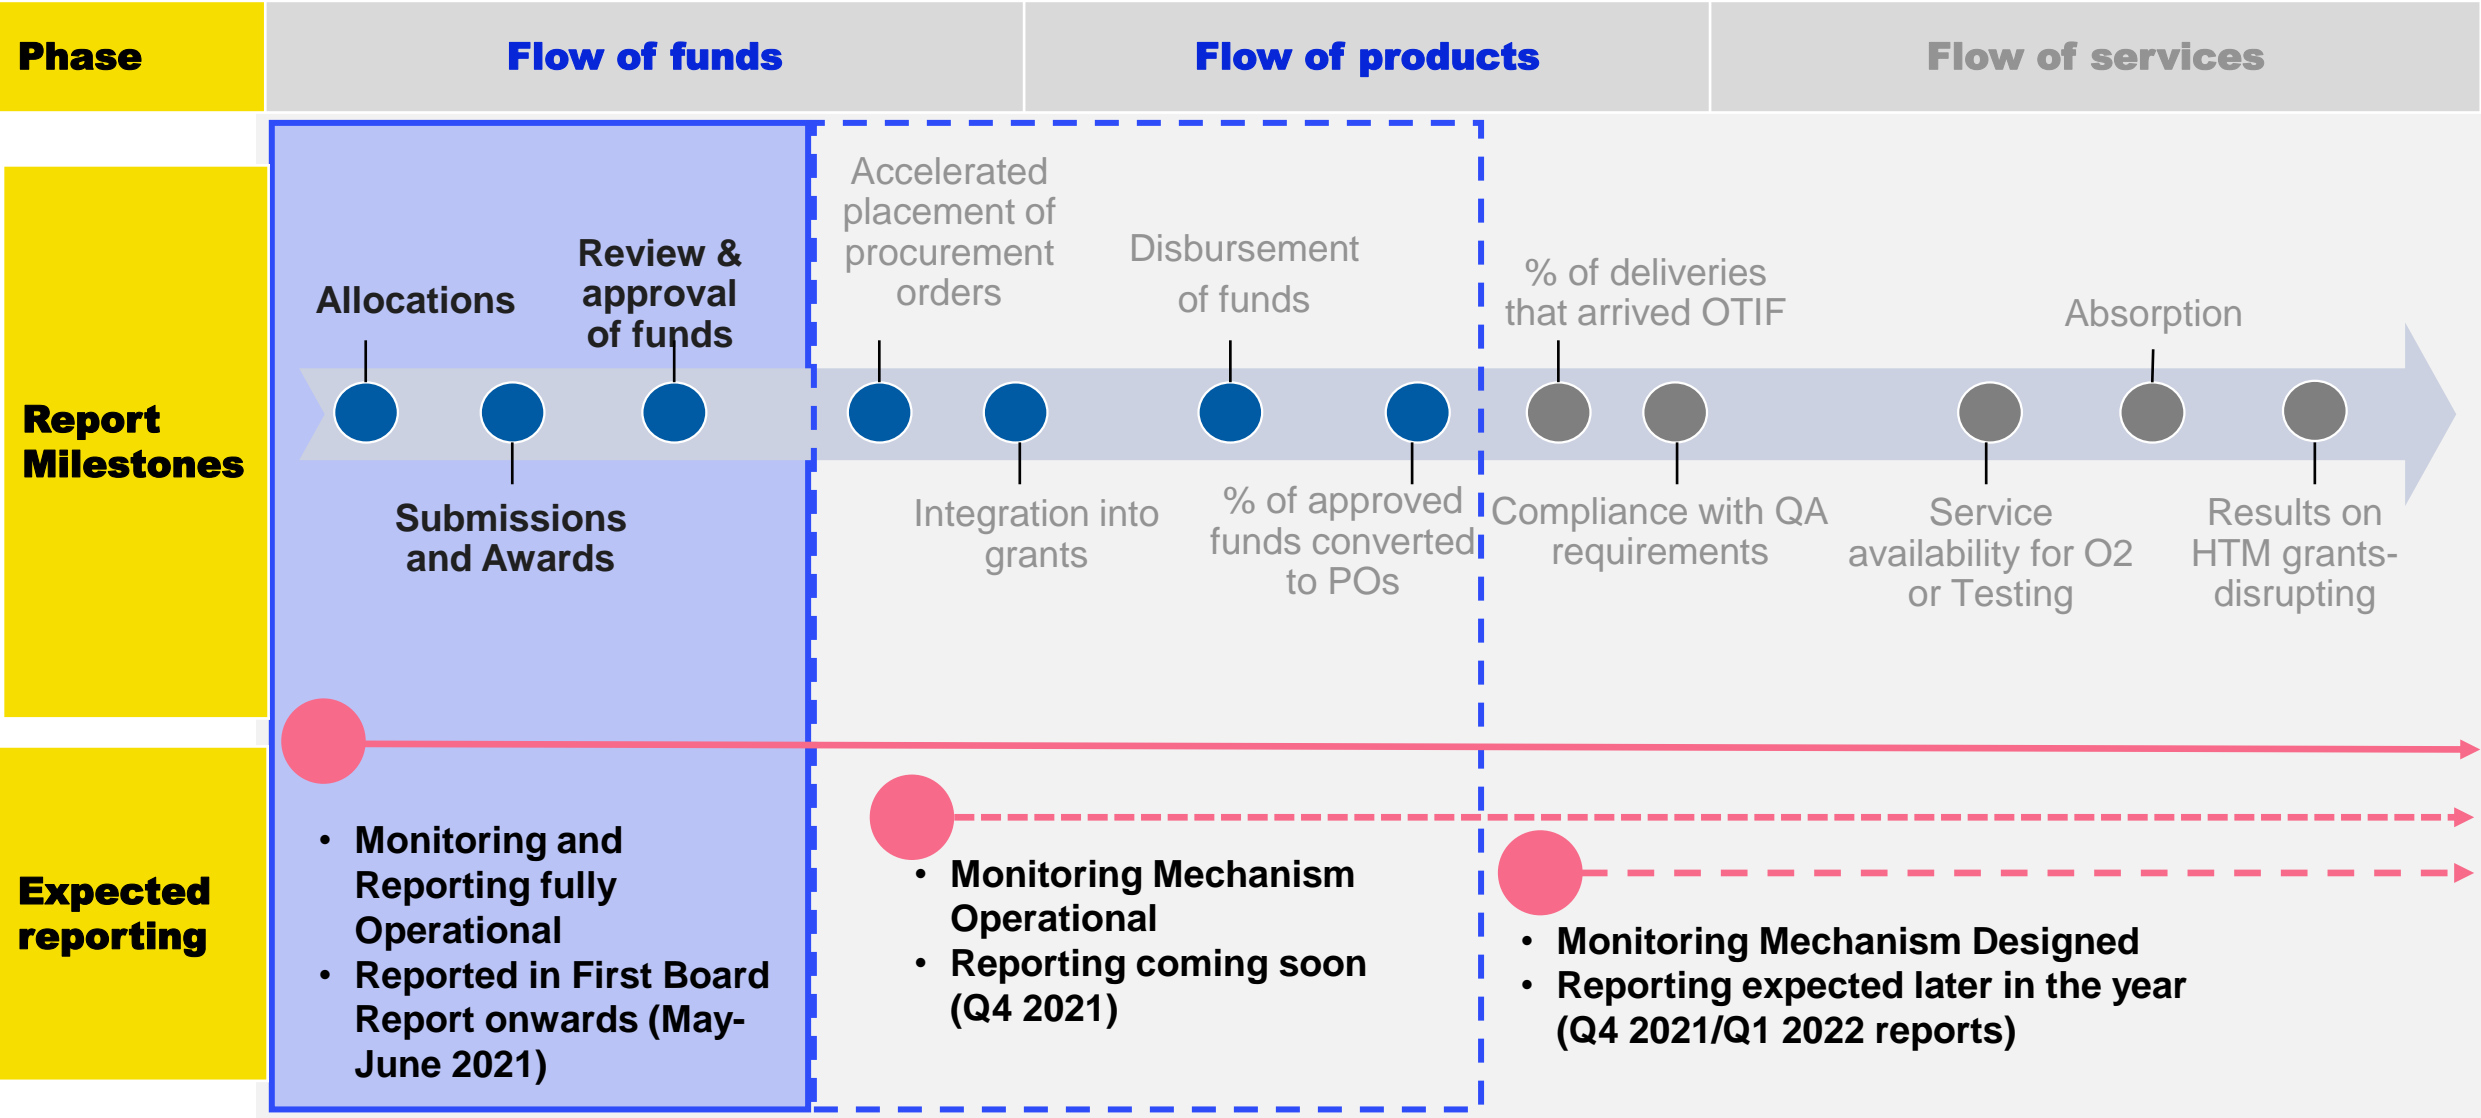 Phase
Flow of funds
Flow of products
Flow of services
Report
Milestones
Allocations
Submissions
and Awards
Review &
approval
of funds
Accelerated
placement of
procurement
orders
Integration into
grants
Disbursement
of funds
% of approved
funds converted
to POs
% of deliveries
that arrived OTIF
Compliance with QA
requirements
Service
availability for O2
or Testing
Absorption
Results on
HTM grants-
disrupting
Expected
reporting
• Monitoring and
Reporting fully
Operational
• Reported in First Board
Report onwards (May-
June 2021)
• Monitoring Mechanism
Operational
• Reporting coming soon
(Q4 2021)
• Monitoring Mechanism Designed
• Reporting expected later in the year
(Q4 2021/Q1 2022 reports)